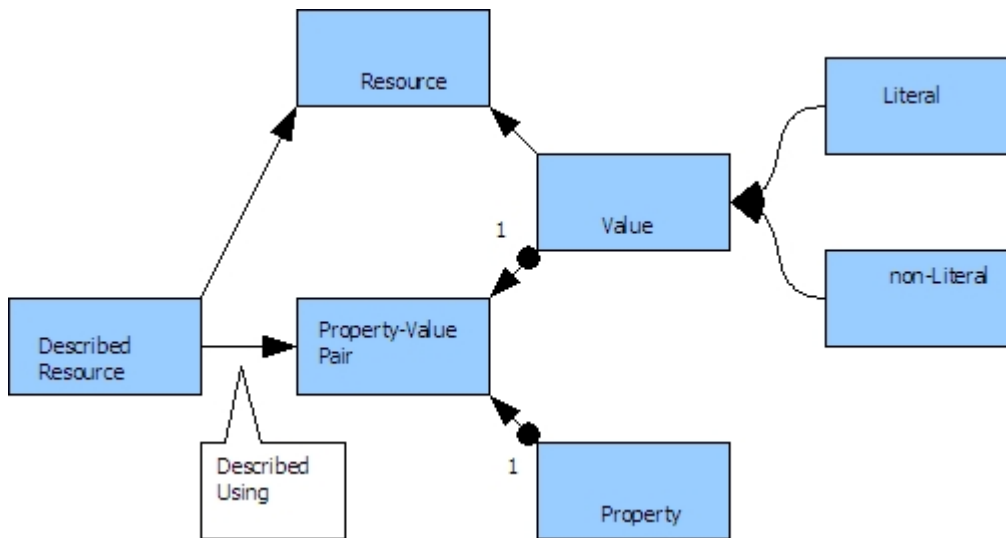 Resource
Literal
Value
1
non-Literal
Property-Value
Pair
Described
Resource
Described
Using
1
Property